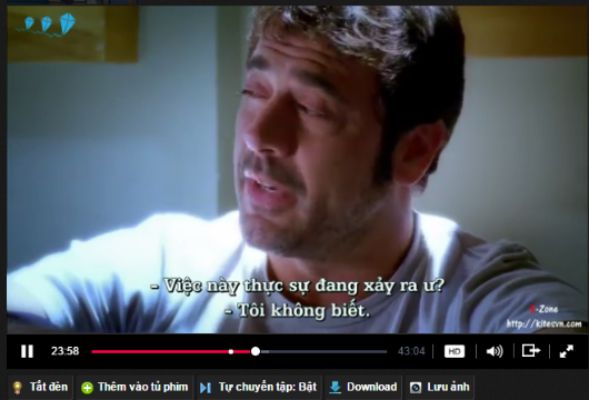 - Việc này thực sự đang xảy ra ư?
- Tôi không biết.
K-Zone
http://kitesvn.com
23:58
43:04
HD
Tắt đèn
Thêm vào tủ phim
Tự chuyển tập: Bật
Download
Lưu ảnh